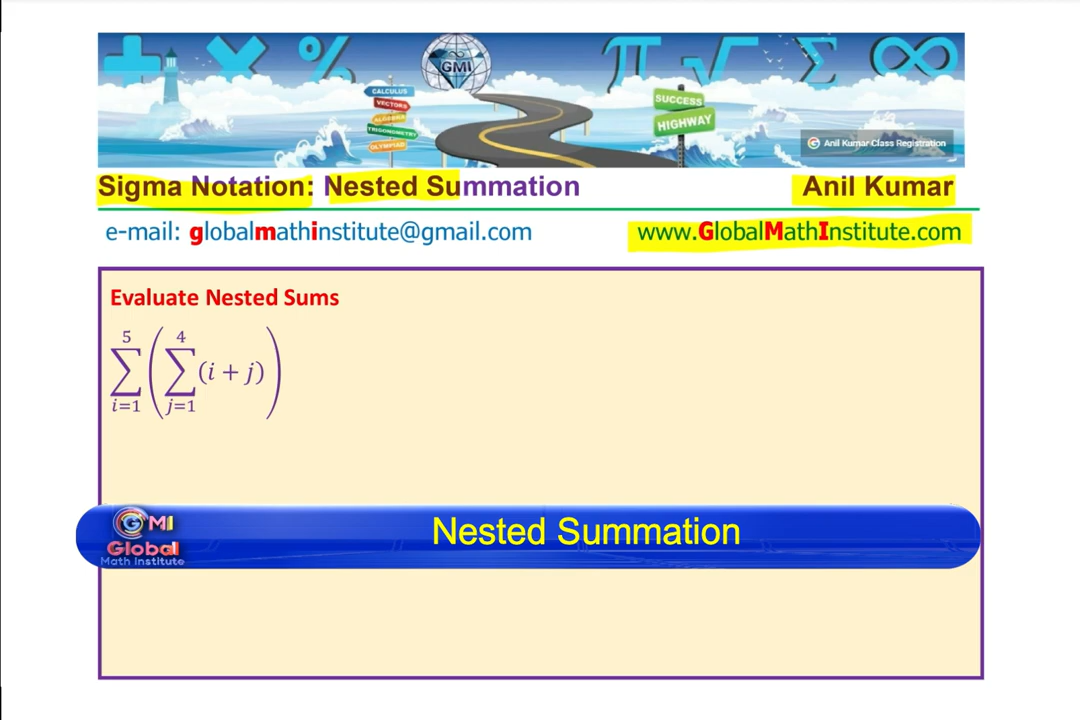 GMI
CALCULUS
VECTORS
ALGEBRA
TRIGONOMETRY
OLYMPIAD
SUCCESS
HIGHWAY
Anil Kumar Class Registration
Sigma Notation: Nested Summation Anil Kumar
e-mail: globalmathinstitute@gmail.com www.GlobalMathInstitute.com
Evaluate Nested Sums
5 4
∑ ( ∑ (i + j) )
i=1 j=1
GMI
Global
Math Institute
Nested Summation